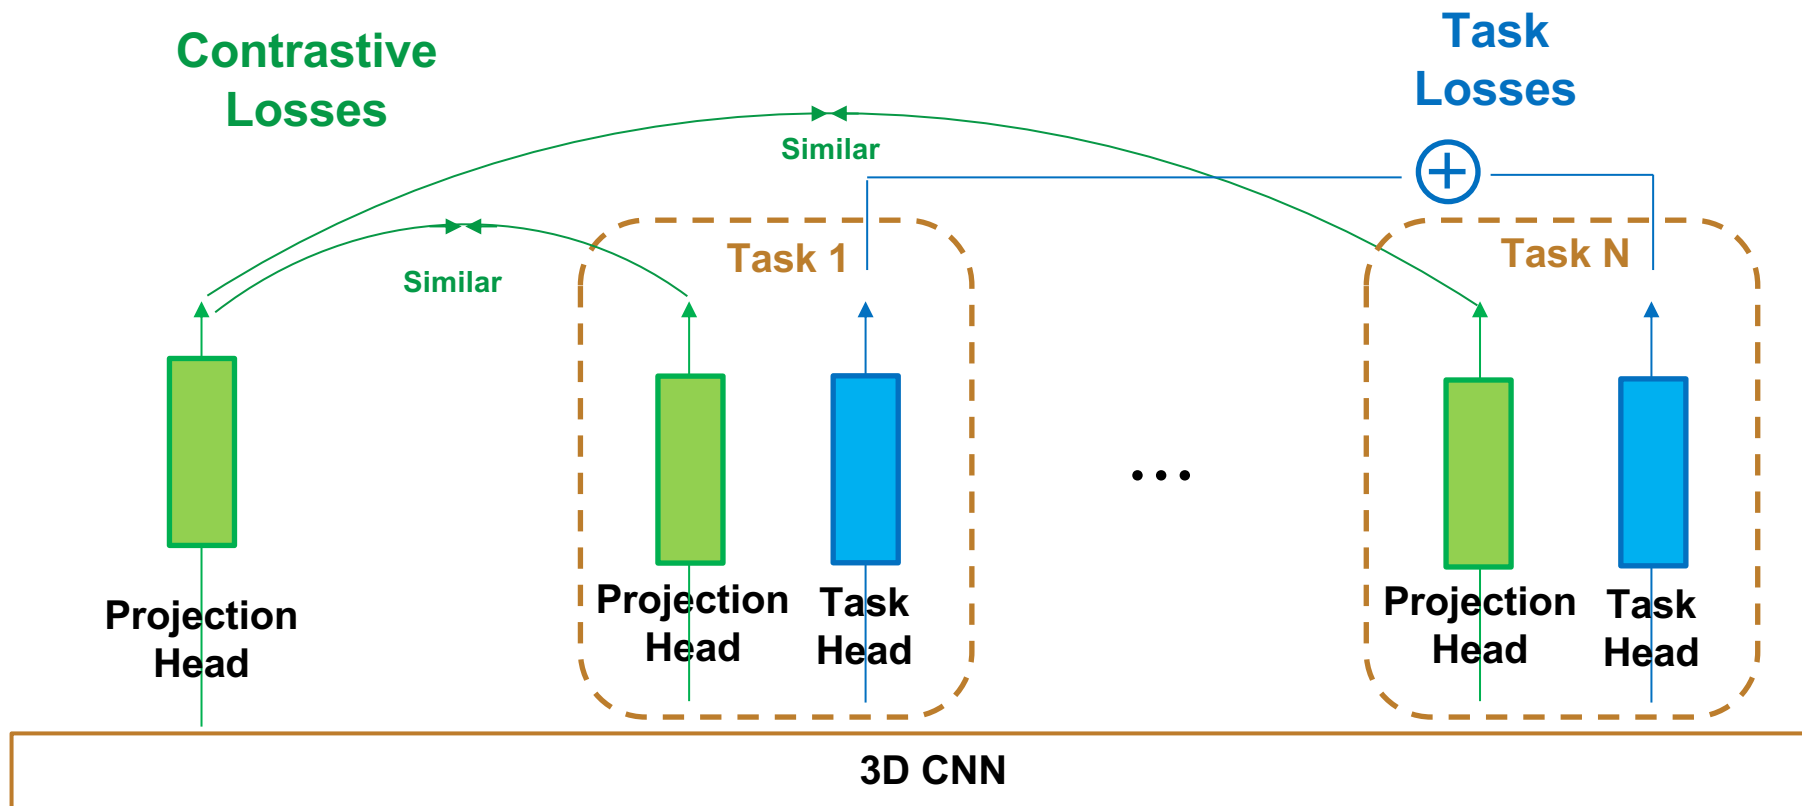 Contrastive
Losses
Task
Losses
Similar
Similar
Task 1
Task N
...
Projection
Head
Projection
Head
Task
Head
Projection
Head
Task
Head
3D CNN